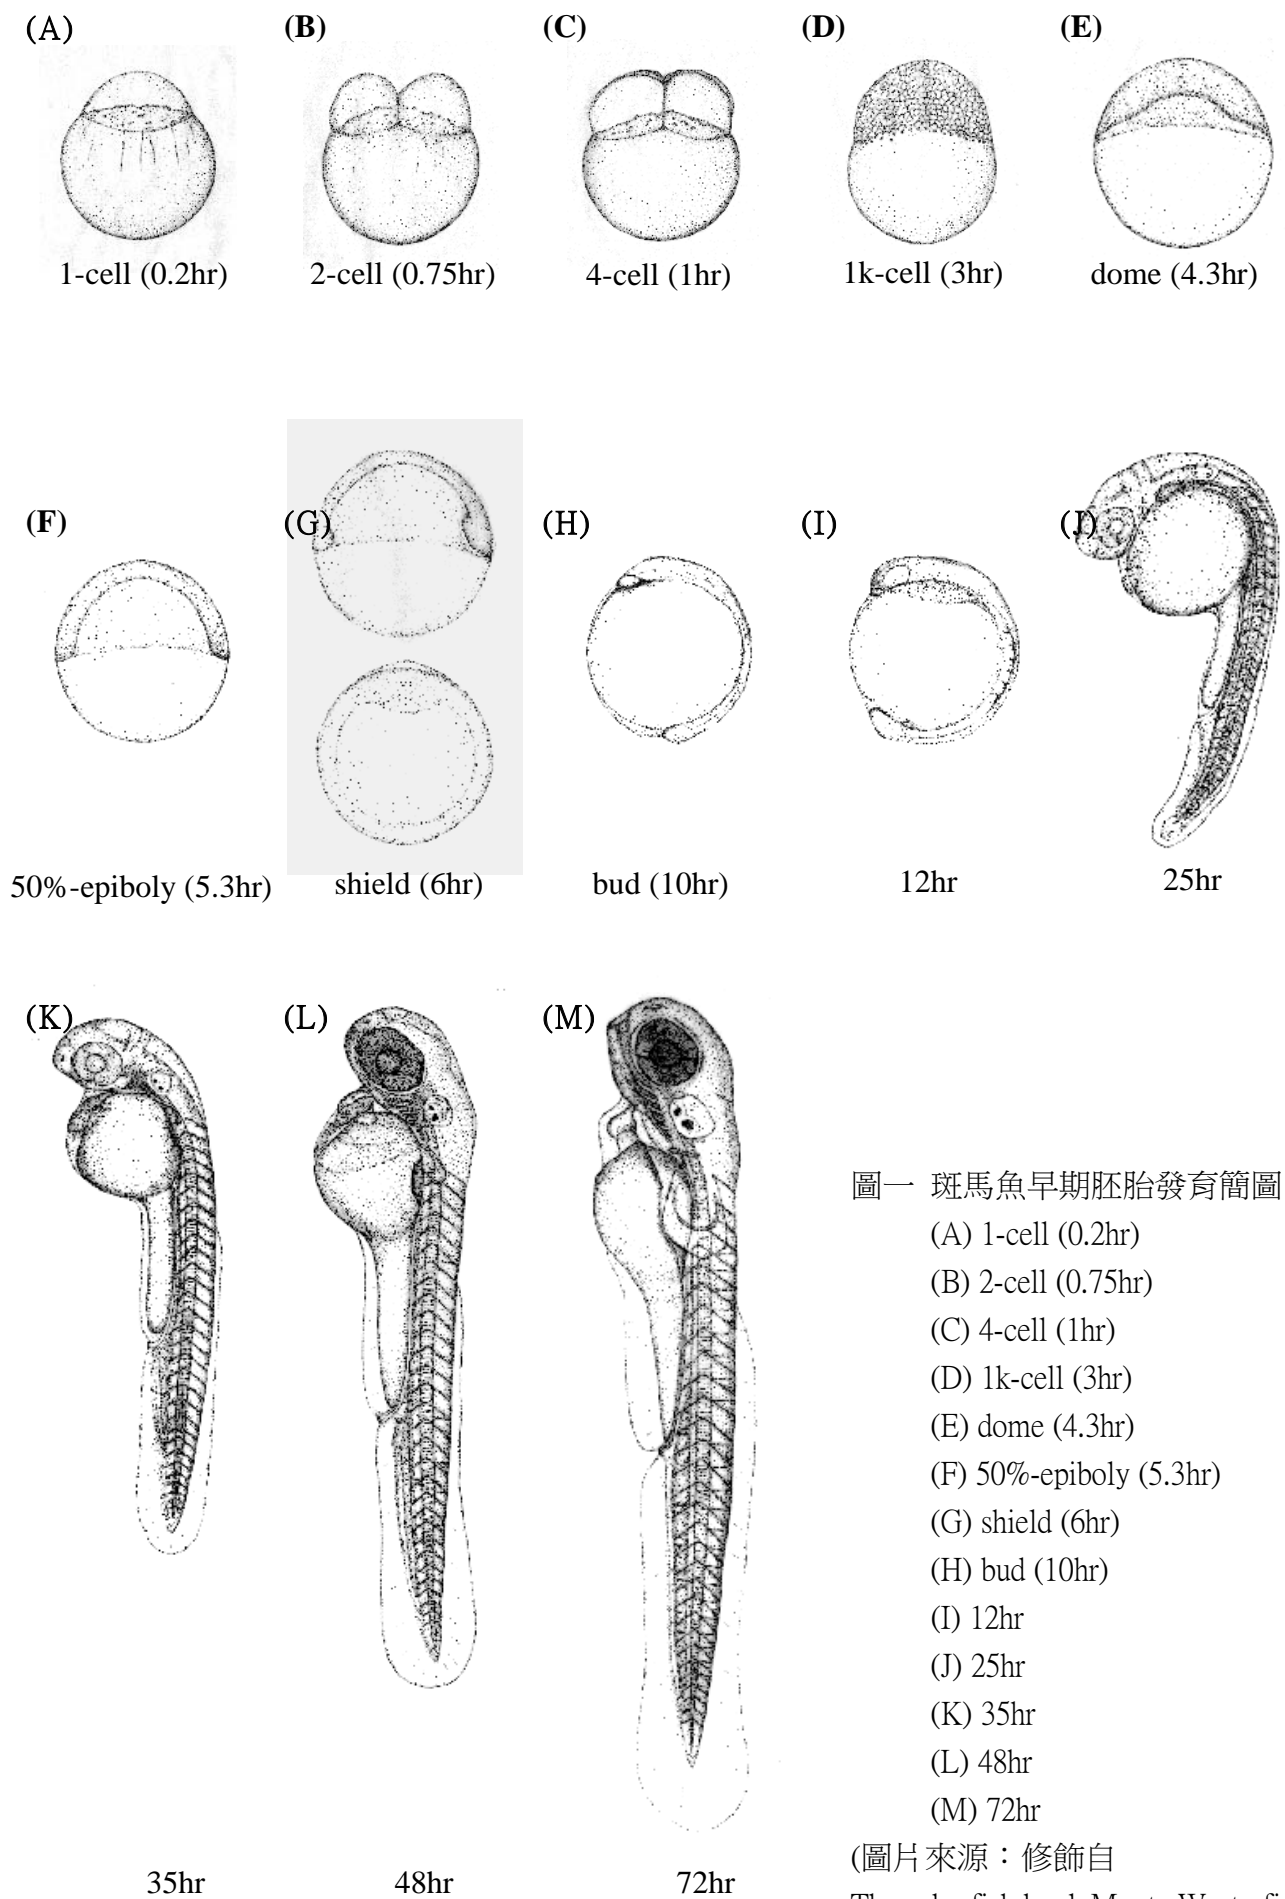 (A)
(B)
(C)
(D)
(E)
1-cell (0.2hr)
2-cell (0.75hr)
4-cell (1hr)
1k-cell (3hr)
dome (4.3hr)
(F)
(G)
(H)
(I)
(J)
50%-epiboly (5.3hr)
shield (6hr)
bud (10hr)
12hr
25hr
(K)
(L)
(M)
35hr
48hr
72hr
圖一 斑馬魚早期胚胎發育簡圖
(A) 1-cell (0.2hr)
(B) 2-cell (0.75hr)
(C) 4-cell (1hr)
(D) 1k-cell (3hr)
(E) dome (4.3hr)
(F) 50%-epiboly (5.3hr)
(G) shield (6hr)
(H) bud (10hr)
(I) 12hr
(J) 25hr
(K) 35hr
(L) 48hr
(M) 72hr
(圖片來源：修飾自